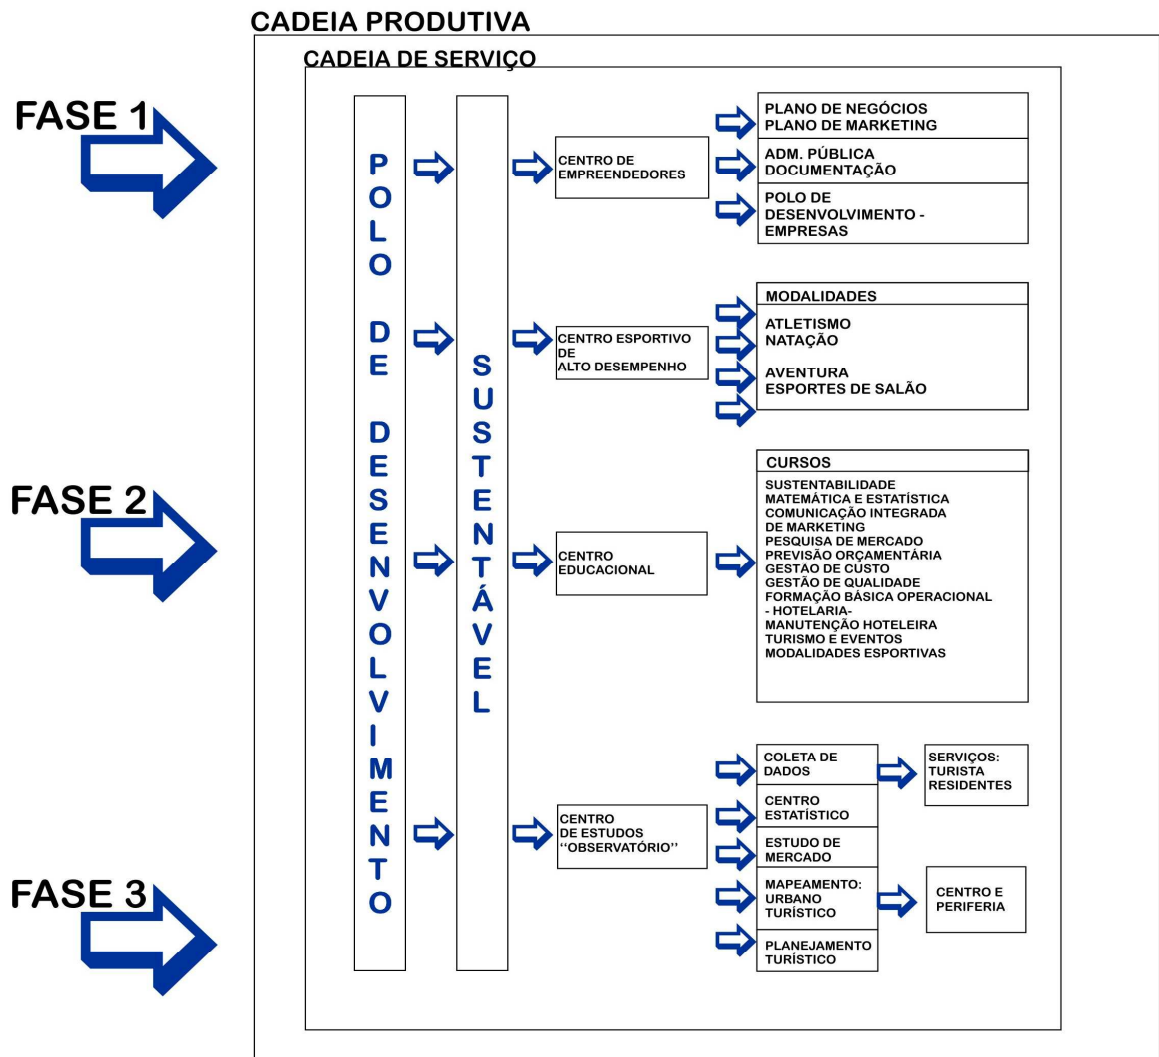 CADEIA PRODUTIVA
CADEIA DE SERVIÇO
FASE 1
FASE 2
FASE 3
POLO DE DESENVOLVIMENTO
SUSTENTÁVEL
CENTRO DE
EMPREENDEDORES
PLANO DE NEGÓCIOS
PLANO DE MARKETING
ADM. PÚBLICA
DOCUMENTAÇÃO
POLO DE
DESENVOLVIMENTO -
EMPRESAS
CENTRO ESPORTIVO
DE
ALTO DESEMPENHO
MODALIDADES
ATLETISMO
NATAÇÃO
AVENTURA
ESPORTES DE SALÃO
CENTRO
EDUCACIONAL
CURSOS
SUSTENTABILIDADE
MATEMÁTICA E ESTATÍSTICA
COMUNICAÇÃO INTEGRADA
DE MARKETING
PESQUISA DE MERCADO
PREVISÃO ORÇAMENTÁRIA
GESTÃO DE CUSTO
GESTÃO DE QUALIDADE
FORMAÇÃO BÁSICA OPERACIONAL
- HOTELARIA-
MANUTENÇÃO HOTELEIRA
TURISMO E EVENTOS
MODALIDADES ESPORTIVAS
CENTRO
DE ESTUDOS
“OBSERVATÓRIO”
COLETA DE
DADOS
SERVIÇOS:
TURISTA
RESIDENTES
CENTRO
ESTATÍSTICO
ESTUDO DE
MERCADO
MAPEAMENTO:
URBANO
TURÍSTICO
CENTRO E
PERIFERIA
PLANEJAMENTO
TURÍSTICO